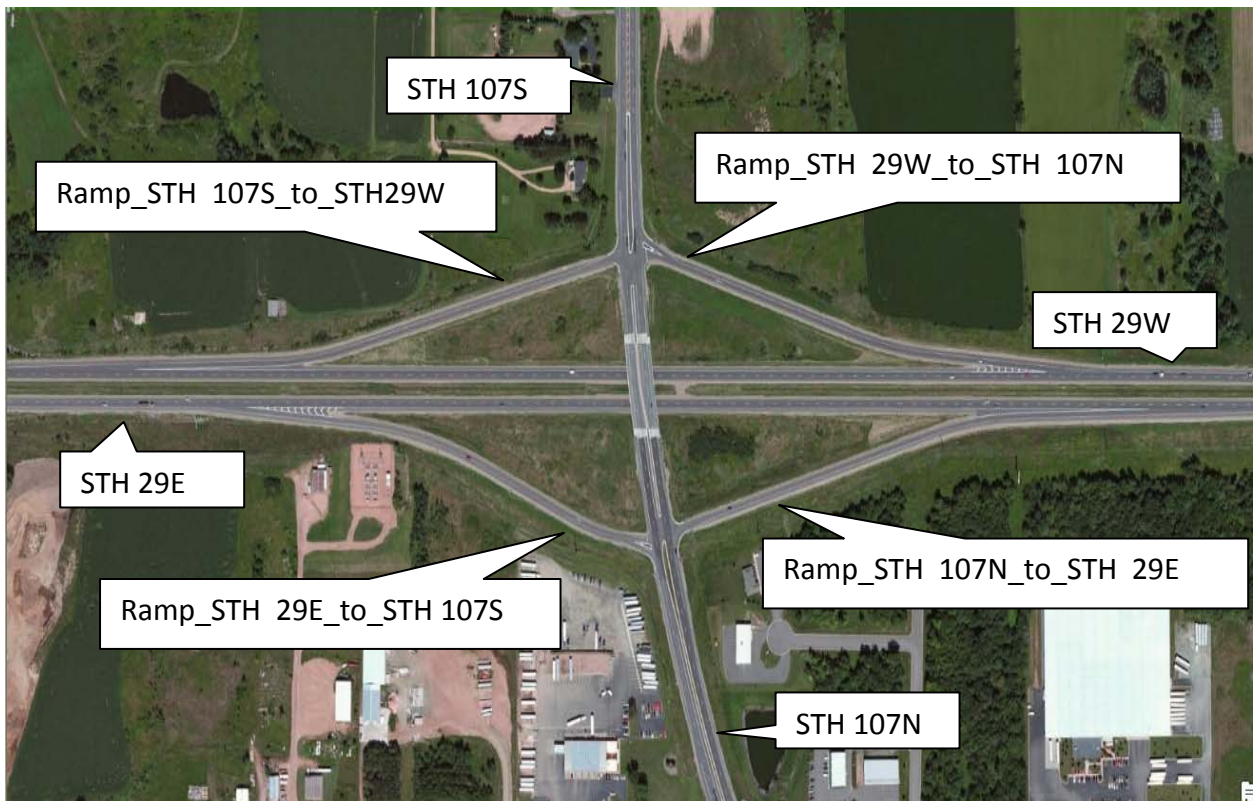 STH 107S
Ramp_STH 107S_to_STH29W
Ramp_STH 29W_to_STH 107N
STH 29W
STH 29E
Ramp_STH 29E_to_STH 107S
Ramp_STH 107N_to_STH 29E
STH 107N